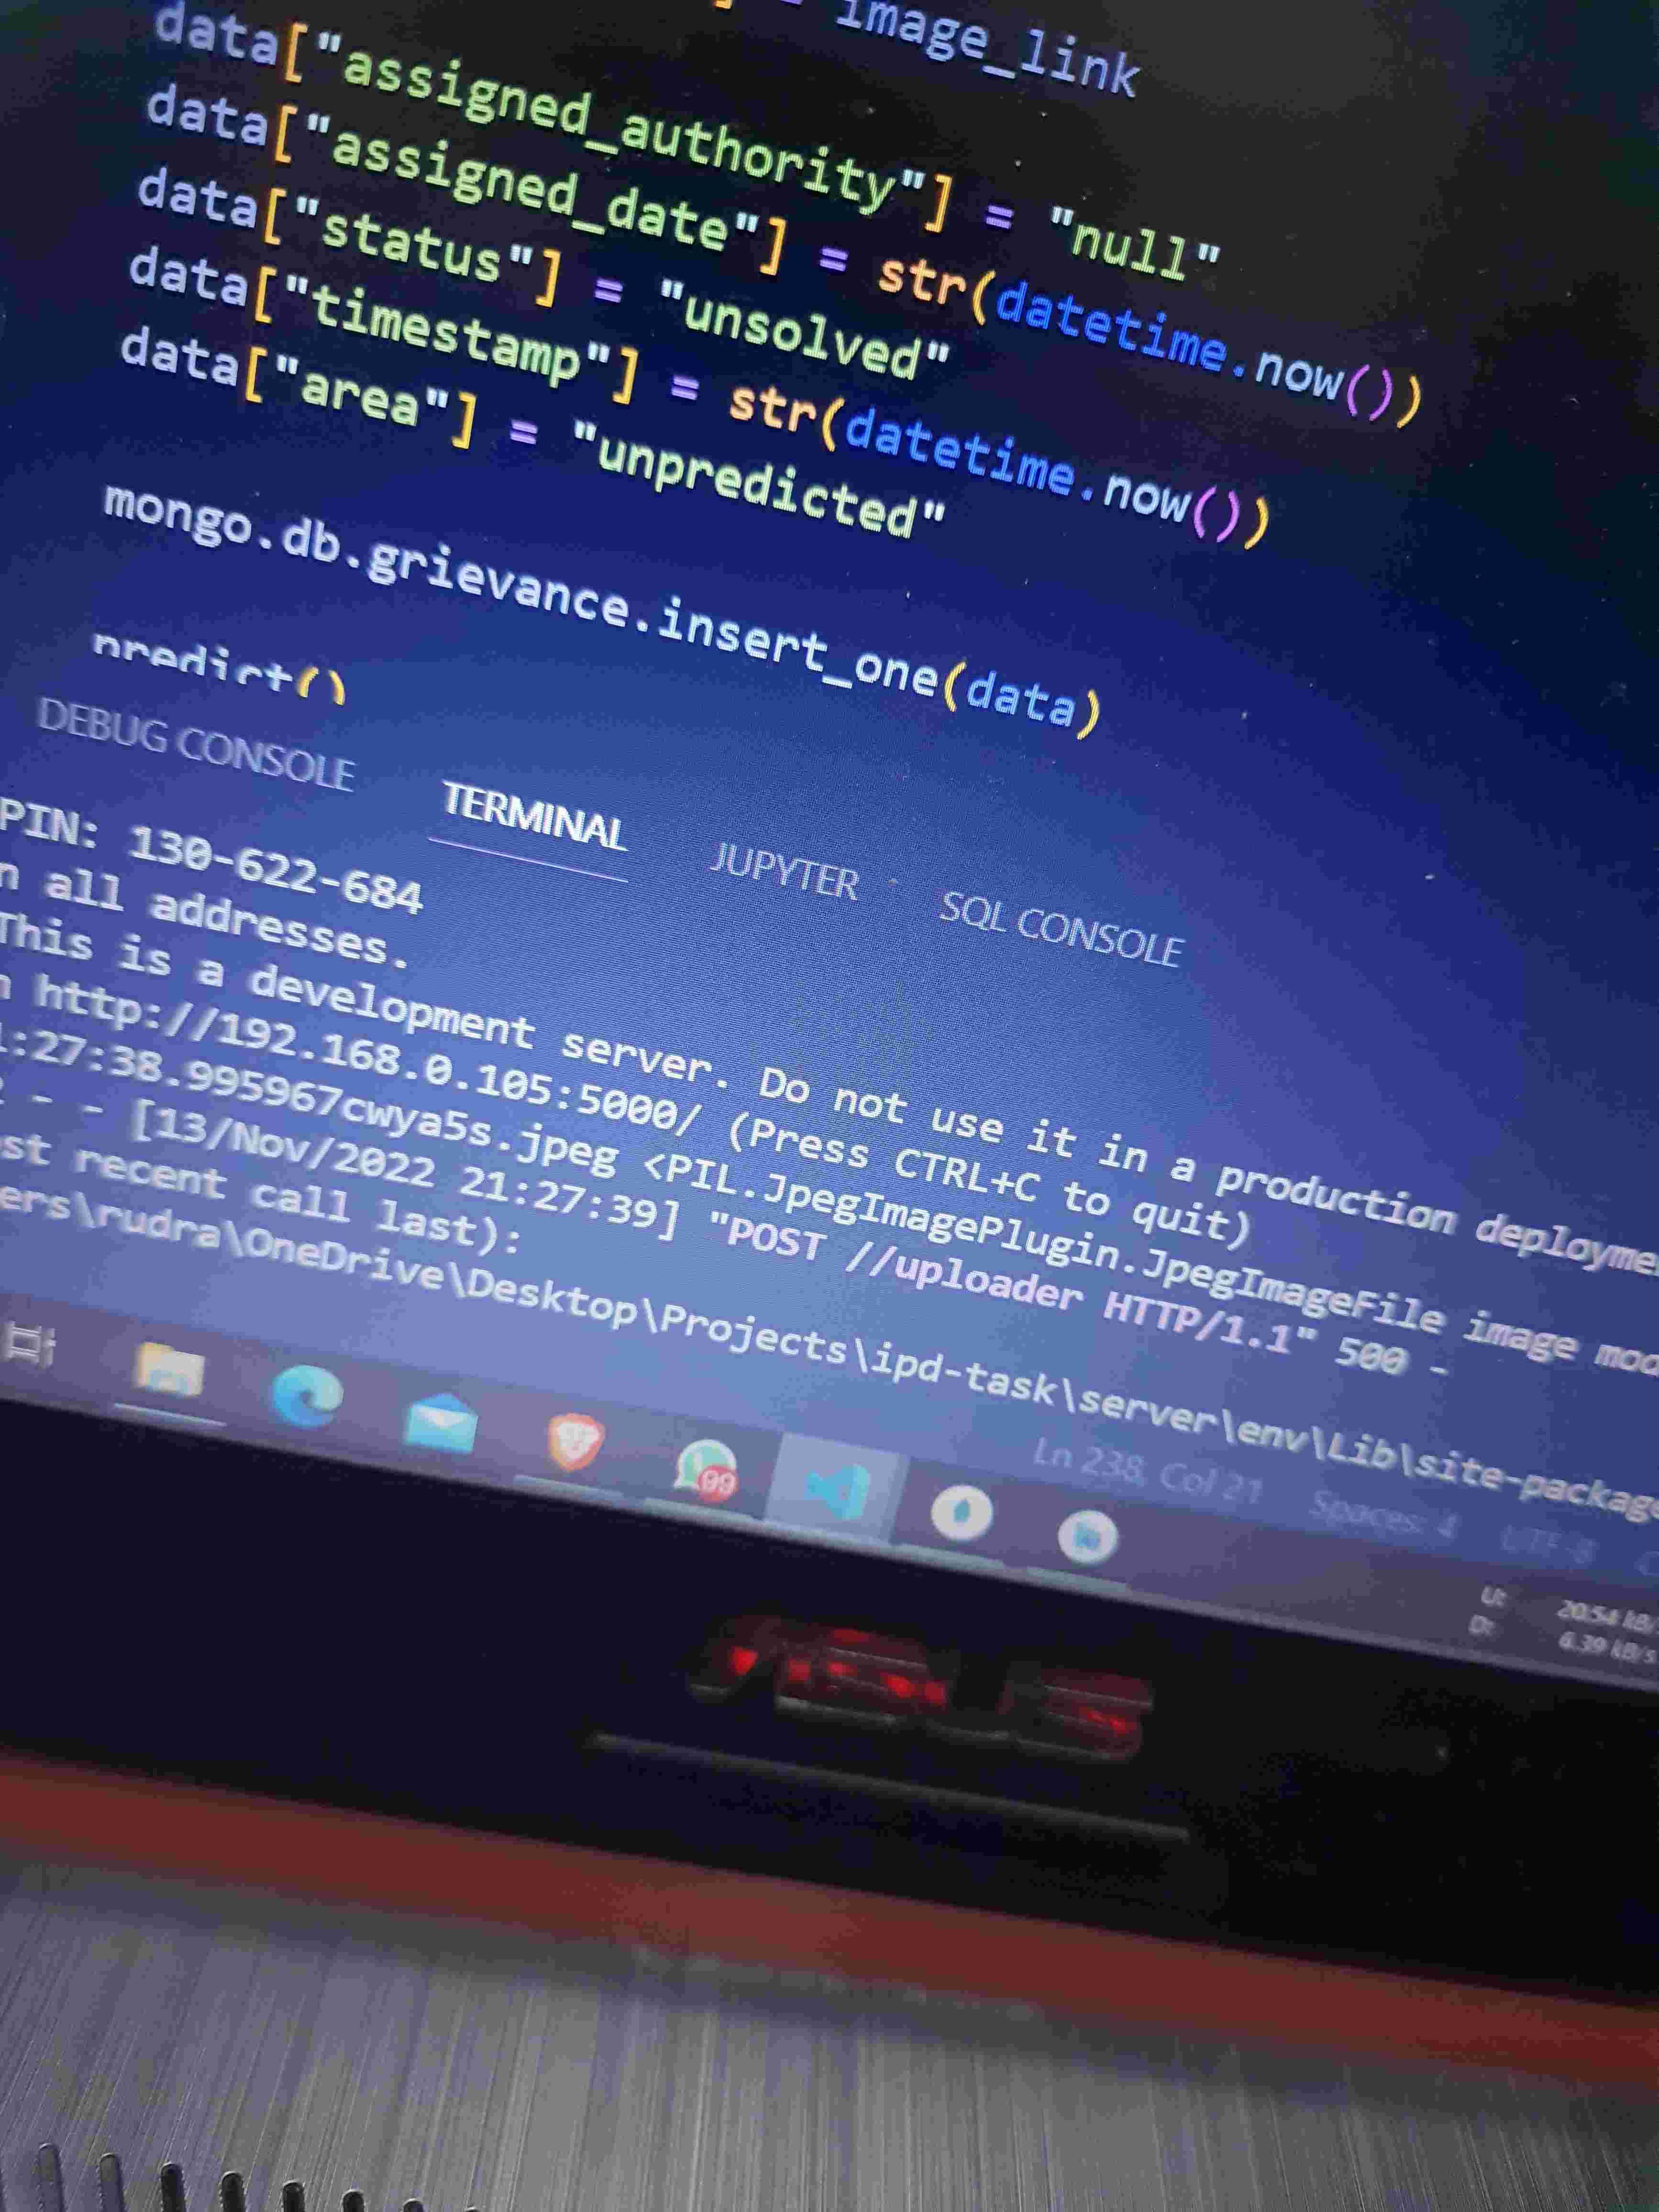 = image_link
data["assigned_authority"] = "null"
data["assigned_date"] = str(datetime.now())
data["status"] = "unsolved"
data["timestamp"] = str(datetime.now())
data["area"] = "unpredicted"
mongo.db.grievance.insert_one(data)
predict()
DEBUG CONSOLE TERMINAL JUPYTER SQL CONSOLE
PIN: 130-622-684
n all addresses.
This is a development server. Do not use it in a production deployme
n http://192.168.0.105:5000/ (Press CTRL+C to quit)
1:27:38.995967cwya5s.jpeg <PIL.JpegImagePlugin.JpegImageFile image mod
- - [13/Nov/2022 21:27:39] "POST //uploader HTTP/1.1" 500 -
st recent call last):
ers\rudra\OneDrive\Desktop\Projects\ipd-task\server\env\Lib\site-package
Ln 238, Col 21 Spaces: 4 UTF-8
99
U: 20.54 kB/
D: 6.39 kB/s
ASUS